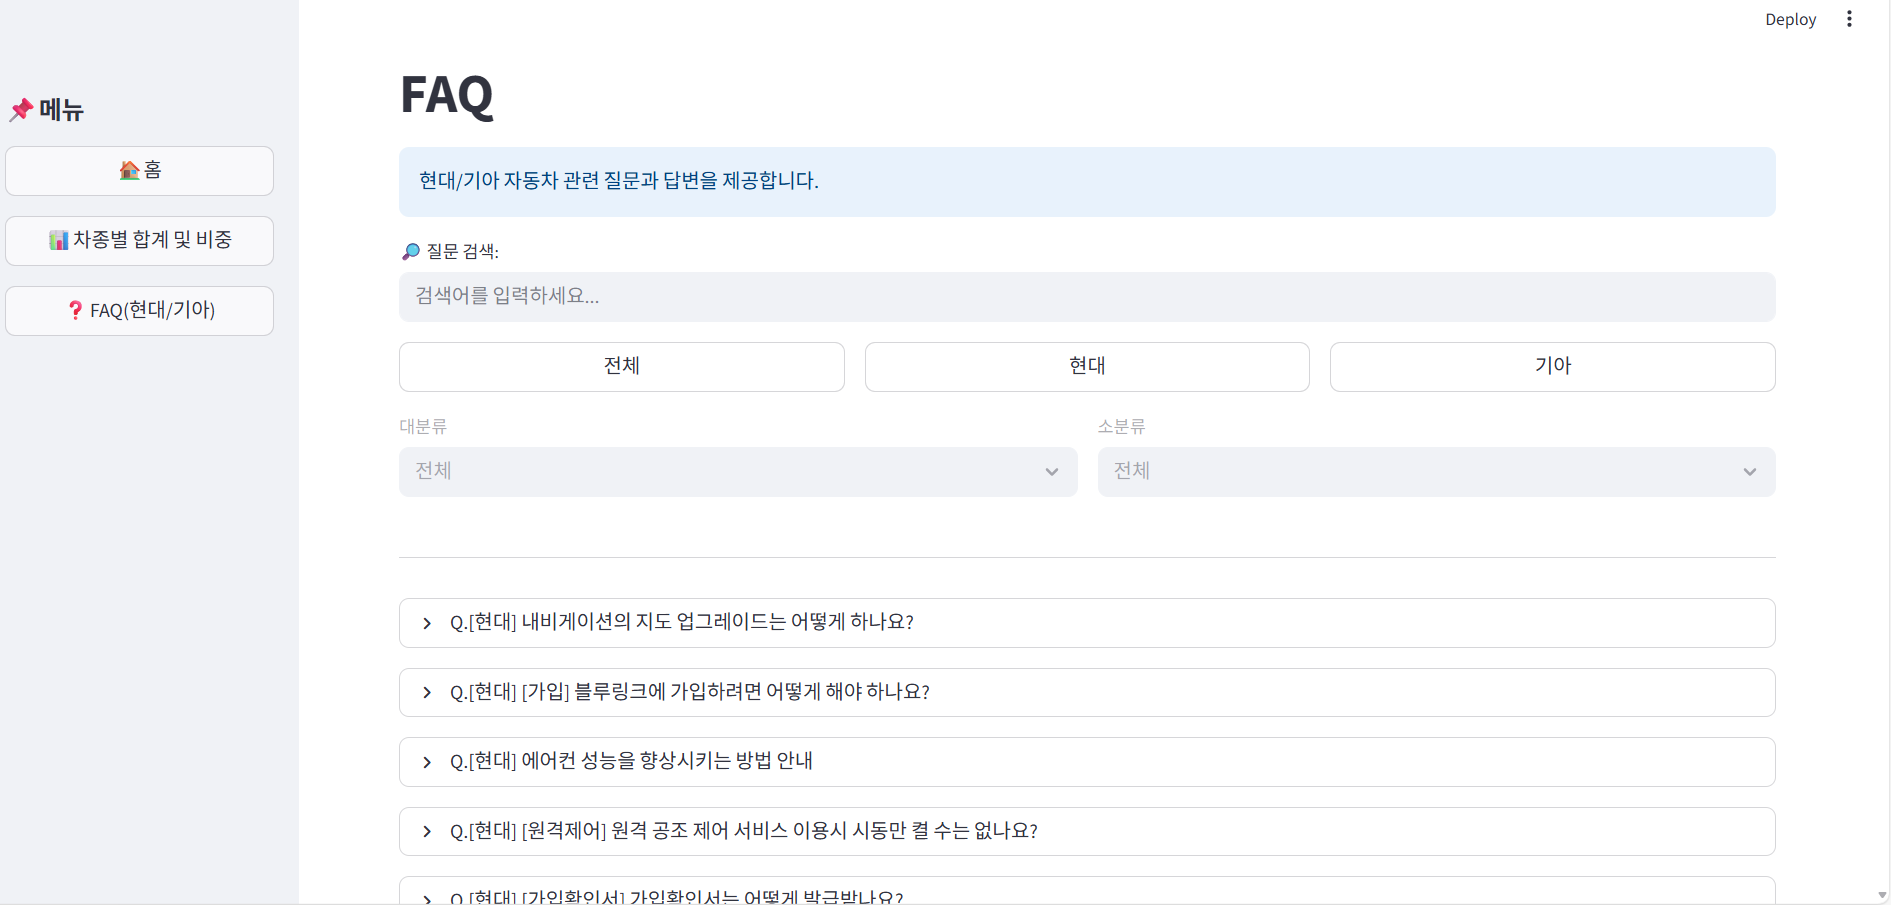 Deploy
메뉴
홈
차종별 합계 및 비중
FAQ(현대/기아)
FAQ
현대/기아 자동차 관련 질문과 답변을 제공합니다.
질문 검색:
검색어를 입력하세요...
전체
현대
기아
대분류
소분류
전체
전체
Q.[현대] 내비게이션의 지도 업그레이드는 어떻게 하나요?
Q.[현대] [가입] 블루링크에 가입하려면 어떻게 해야 하나요?
Q.[현대] 에어컨 성능을 향상시키는 방법 안내
Q.[현대] [원격제어] 원격 공조 제어 서비스 이용시 시동만 켤 수는 없나요?
Q.[현대] [가입확인서] 가입확인서는 어떻게 발급받나요?